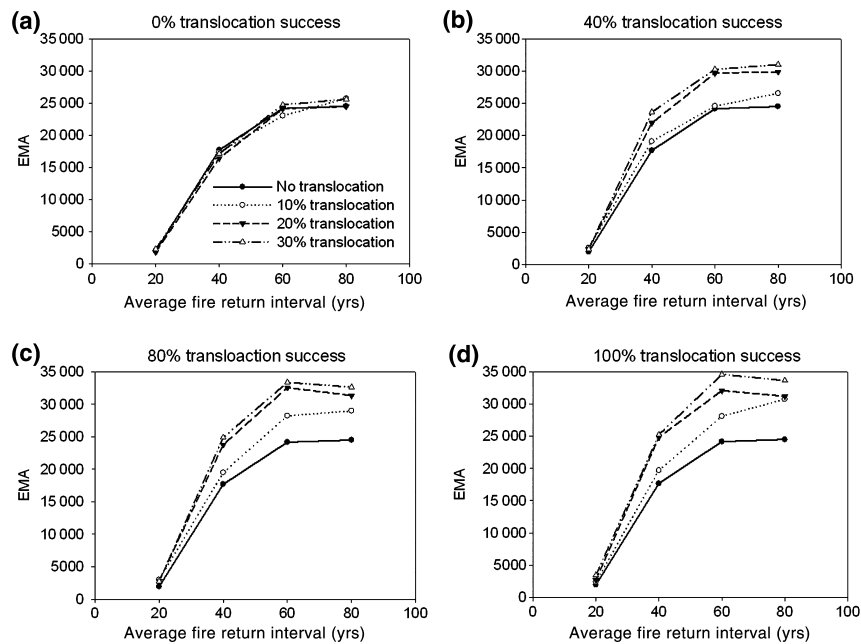 (a)
0% translocation success
35 000
30 000
25 000
20 000
15 000
10 000
5000
0
EMA
No translocation
10% translocation
20% translocation
30% translocation
0 20 40 60 80 100
Average fire return interval (yrs)
(b)
40% translocation success
35 000
30 000
25 000
20 000
15 000
10 000
5000
0
EMA
0 20 40 60 80 100
Average fire return interval (yrs)
(c)
80% transloaction success
35 000
30 000
25 000
20 000
15 000
10 000
5000
0
EMA
0 20 40 60 80 100
Average fire return interval (yrs)
(d)
100% translocation success
35 000
30 000
25 000
20 000
15 000
10 000
5000
0
EMA
0 20 40 60 80 100
Average fire return interval (yrs)